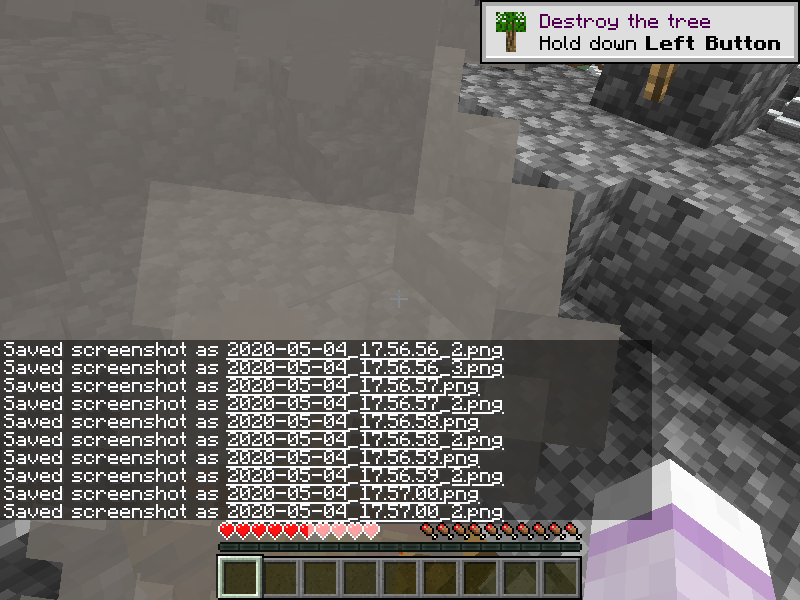 Destroy the tree
Hold down Left Button
Saved screenshot as 2020-05-04_17.56.56_2.png
Saved screenshot as 2020-05-04_17.56.56_3.png
Saved screenshot as 2020-05-04_17.56.57.png
Saved screenshot as 2020-05-04_17.56.57_2.png
Saved screenshot as 2020-05-04_17.56.58.png
Saved screenshot as 2020-05-04_17.56.58_2.png
Saved screenshot as 2020-05-04_17.56.59.png
Saved screenshot as 2020-05-04_17.56.59_2.png
Saved screenshot as 2020-05-04_17.57.00.png
Saved screenshot as 2020-05-04_17.57.00_2.png